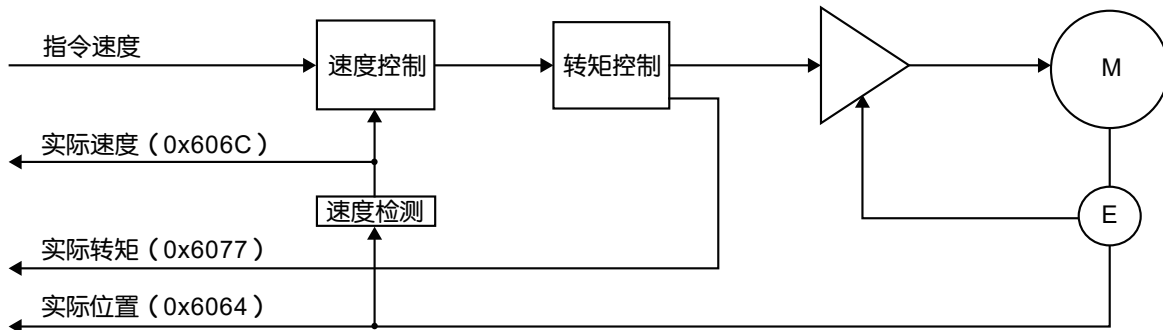 指令速度
速度控制
转矩控制
M
实际速度（0x606C）
速度检测
E
实际转矩（0x6077）
实际位置（0x6064）